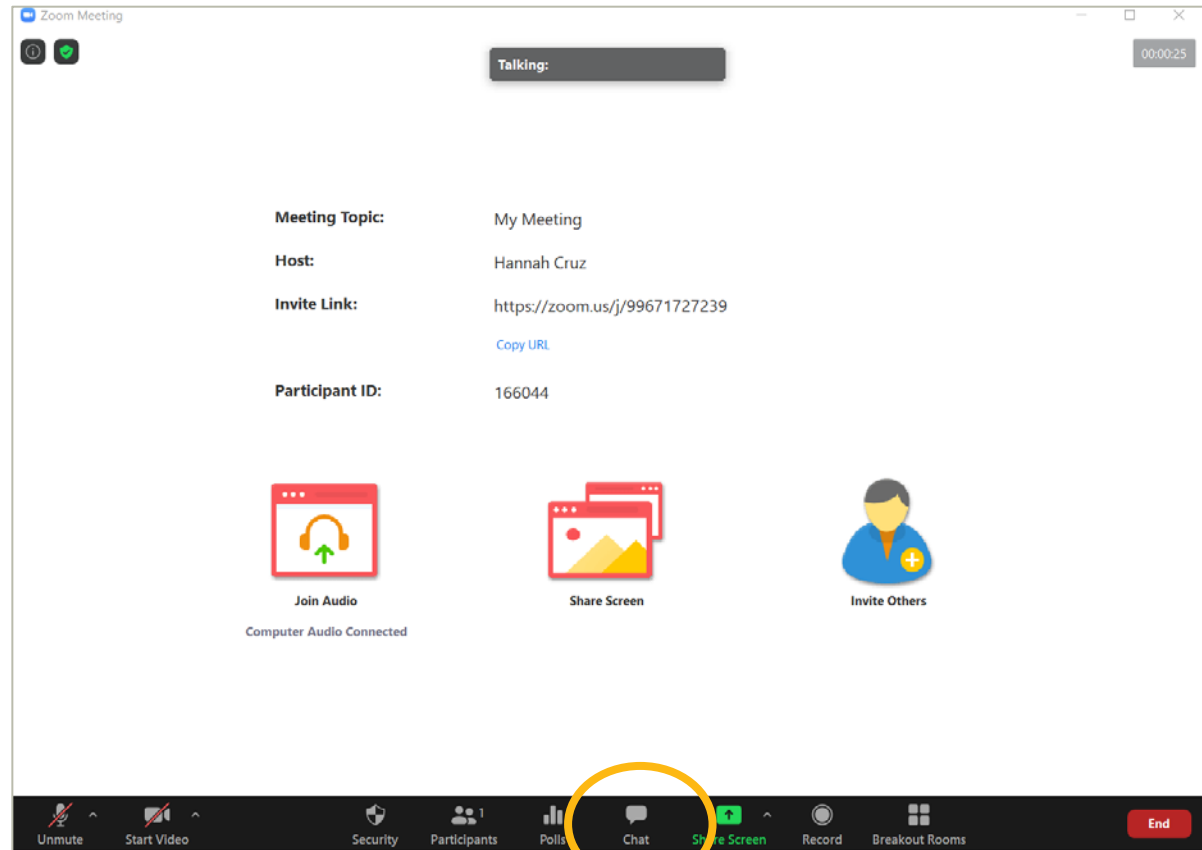 Zoom Meeting
Talking:
00:00:25
Meeting Topic: My Meeting
Host: Hannah Cruz
Invite Link: https://zoom.us/j/99671727239
Copy URL
Participant ID: 166044
Join Audio Share Screen Invite Others
Computer Audio Connected
1
Unmute Start Video Security Participants Polls Chat Share Screen Record Breakout Rooms End